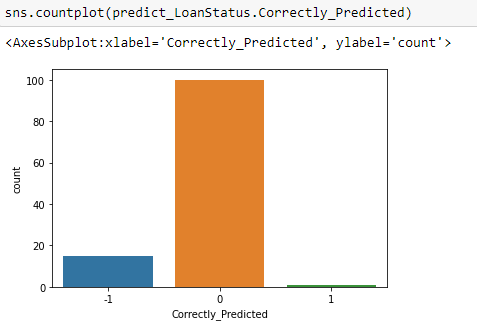 sns.countplot(predict_LoanStatus.Correctly_Predicted)
<AxesSubplot:xlabel='Correctly_Predicted', ylabel='count'>
100
80
60
40
20
0
count
-1 0 1
Correctly_Predicted